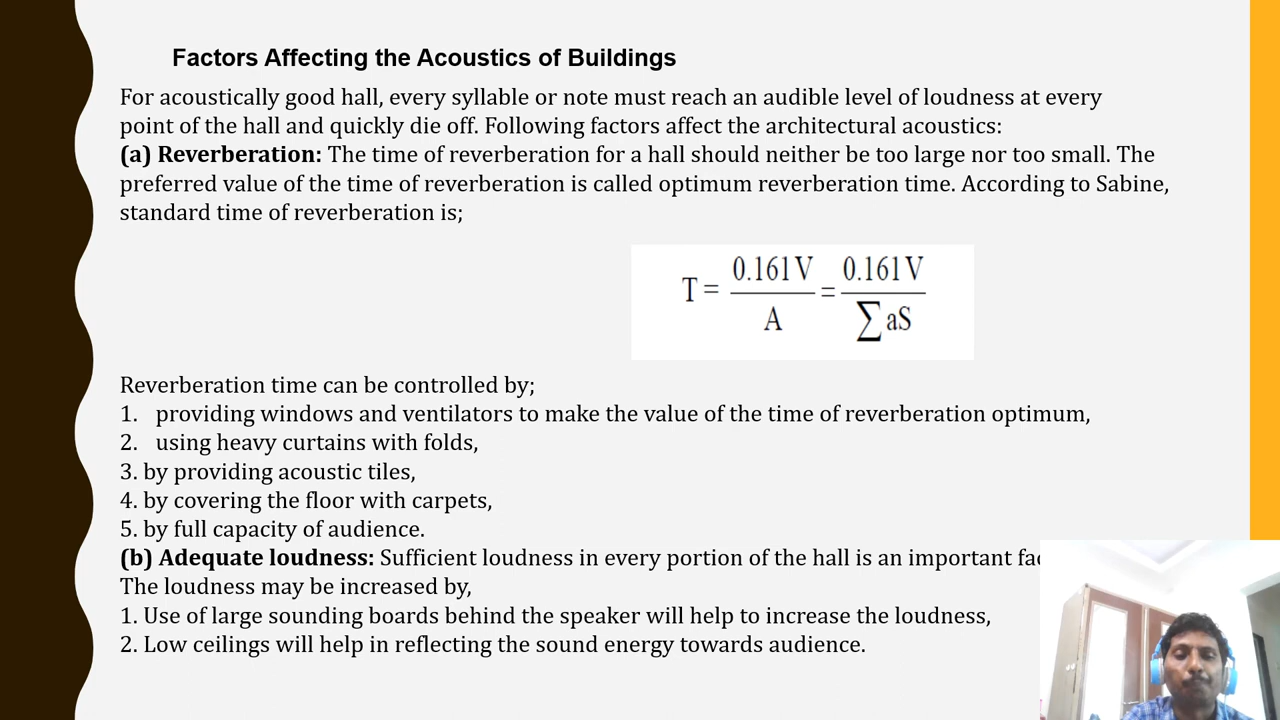 Factors Affecting the Acoustics of Buildings
For acoustically good hall, every syllable or note must reach an audible level of loudness at every
point of the hall and quickly die off. Following factors affect the architectural acoustics:
(a) Reverberation: The time of reverberation for a hall should neither be too large nor too small. The
preferred value of the time of reverberation is called optimum reverberation time. According to Sabine,
standard time of reverberation is;
T = 0.161 V / A = 0.161 V / ∑ aS
Reverberation time can be controlled by;
1. providing windows and ventilators to make the value of the time of reverberation optimum,
2. using heavy curtains with folds,
3. by providing acoustic tiles,
4. by covering the floor with carpets,
5. by full capacity of audience.
(b) Adequate loudness: Sufficient loudness in every portion of the hall is an important
The loudness may be increased by,
1. Use of large sounding boards behind the speaker will help to increase the loudness,
2. Low ceilings will help in reflecting the sound energy towards audience.